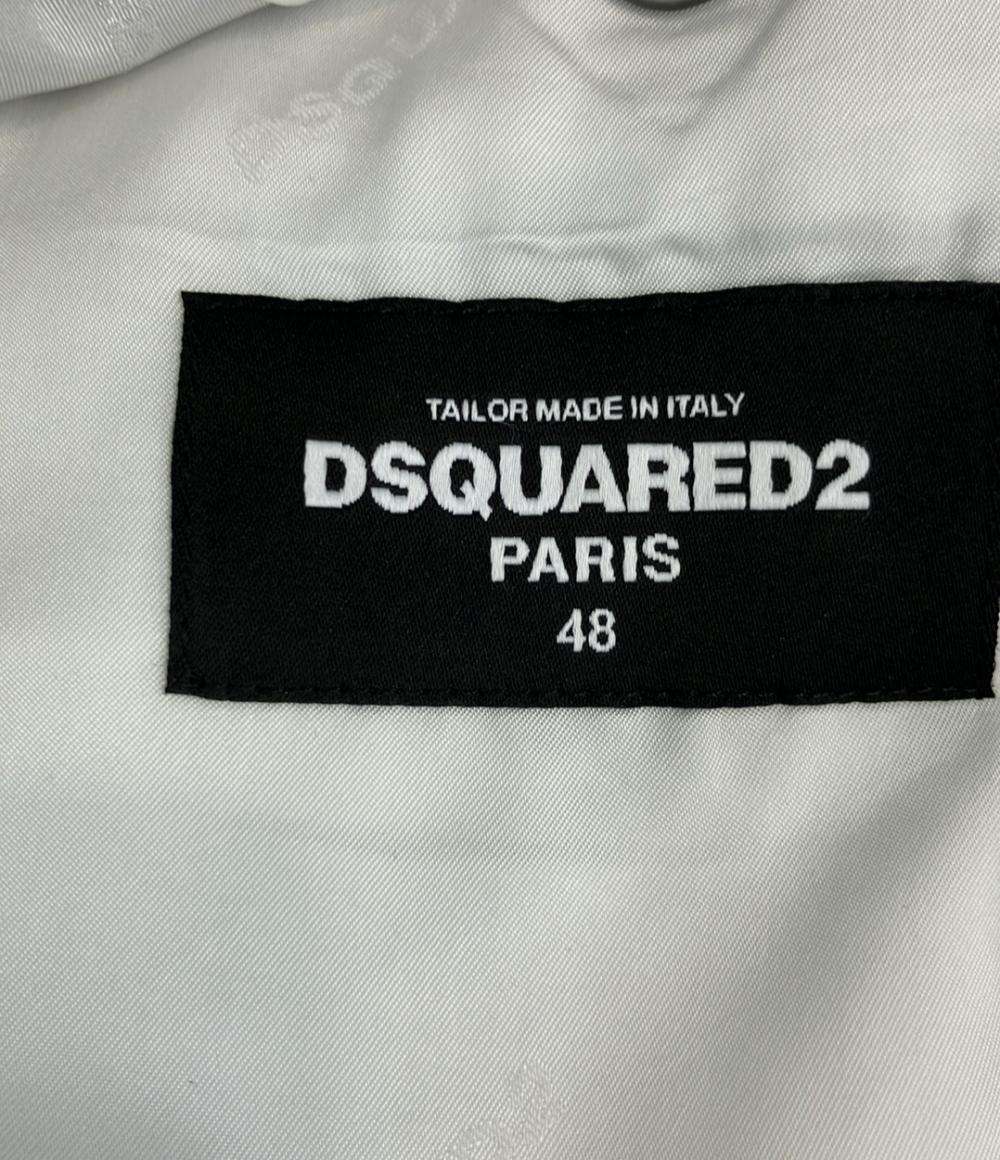 TAILOR MADE IN ITALY
DSQUARED2
PARIS
48